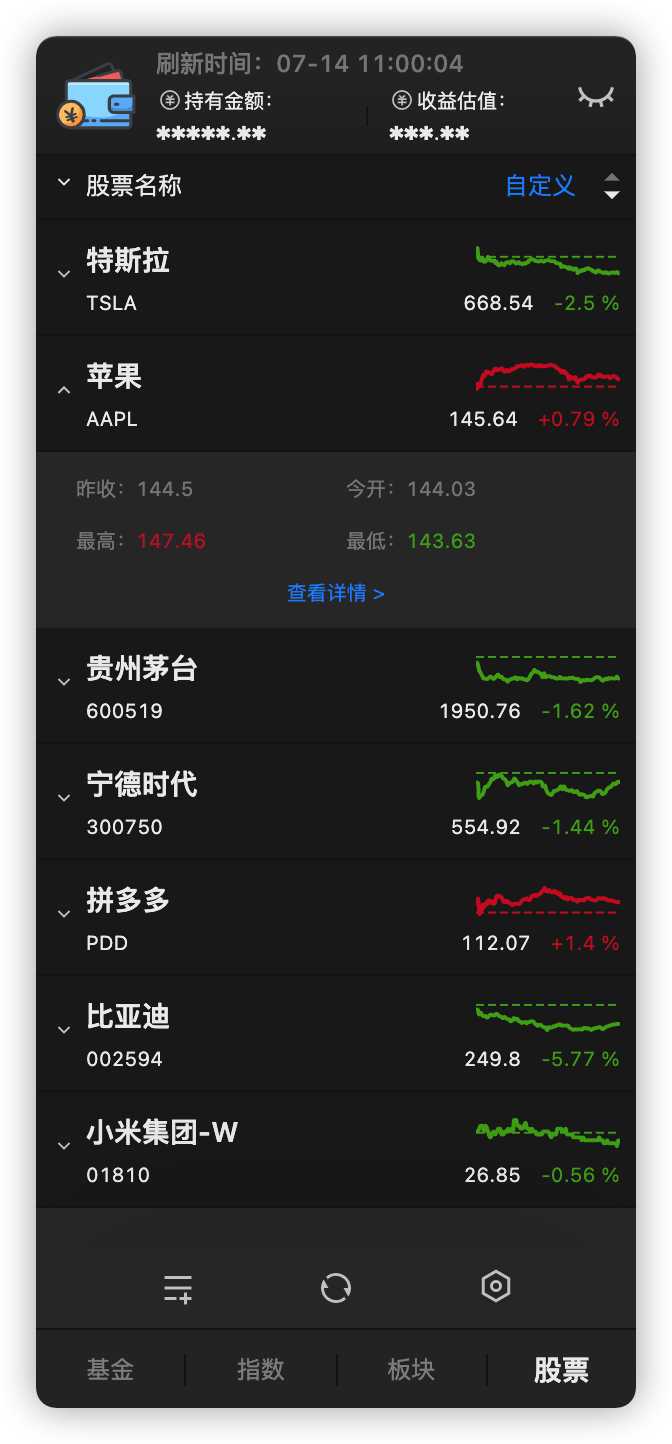 刷新时间：07-14 11:00:04
持有金额： 收益估值：
*****.** ***.**
股票名称 自定义
特斯拉
TSLA 668.54 -2.5 %
苹果
AAPL 145.64 +0.79 %
昨收：144.5 今开：144.03
最高：147.46 最低：143.63
查看详情 >
贵州茅台
600519 1950.76 -1.62 %
宁德时代
300750 554.92 -1.44 %
拼多多
PDD 112.07 +1.4 %
比亚迪
002594 249.8 -5.77 %
小米集团-W
01810 26.85 -0.56 %
基金 指数 板块 股票